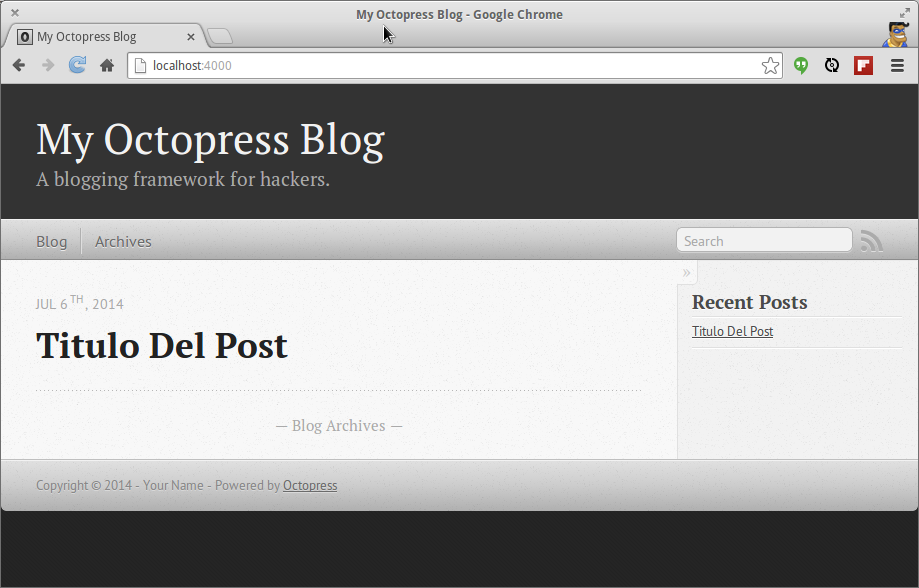 My Octopress Blog - Google Chrome
My Octopress Blog
localhost:4000
My Octopress Blog
A blogging framework for hackers.
Blog Archives Search
»
JUL 6TH, 2014
Titulo Del Post
Recent Posts
Titulo Del Post
— Blog Archives —
Copyright © 2014 - Your Name - Powered by Octopress